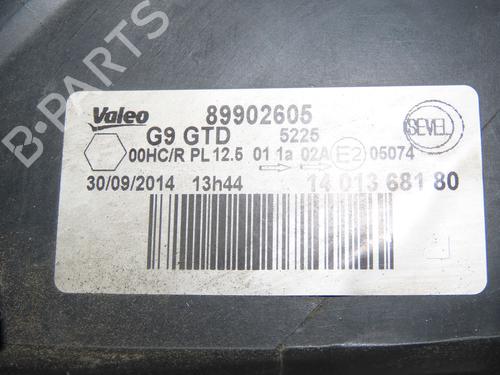 B-PARTS
Valeo 89902605
G9 GTD 5225 SEVEL
00HC/R PL 12.5 01 1a 02A E2 05074
30/09/2014 13h44 14 013 681 80